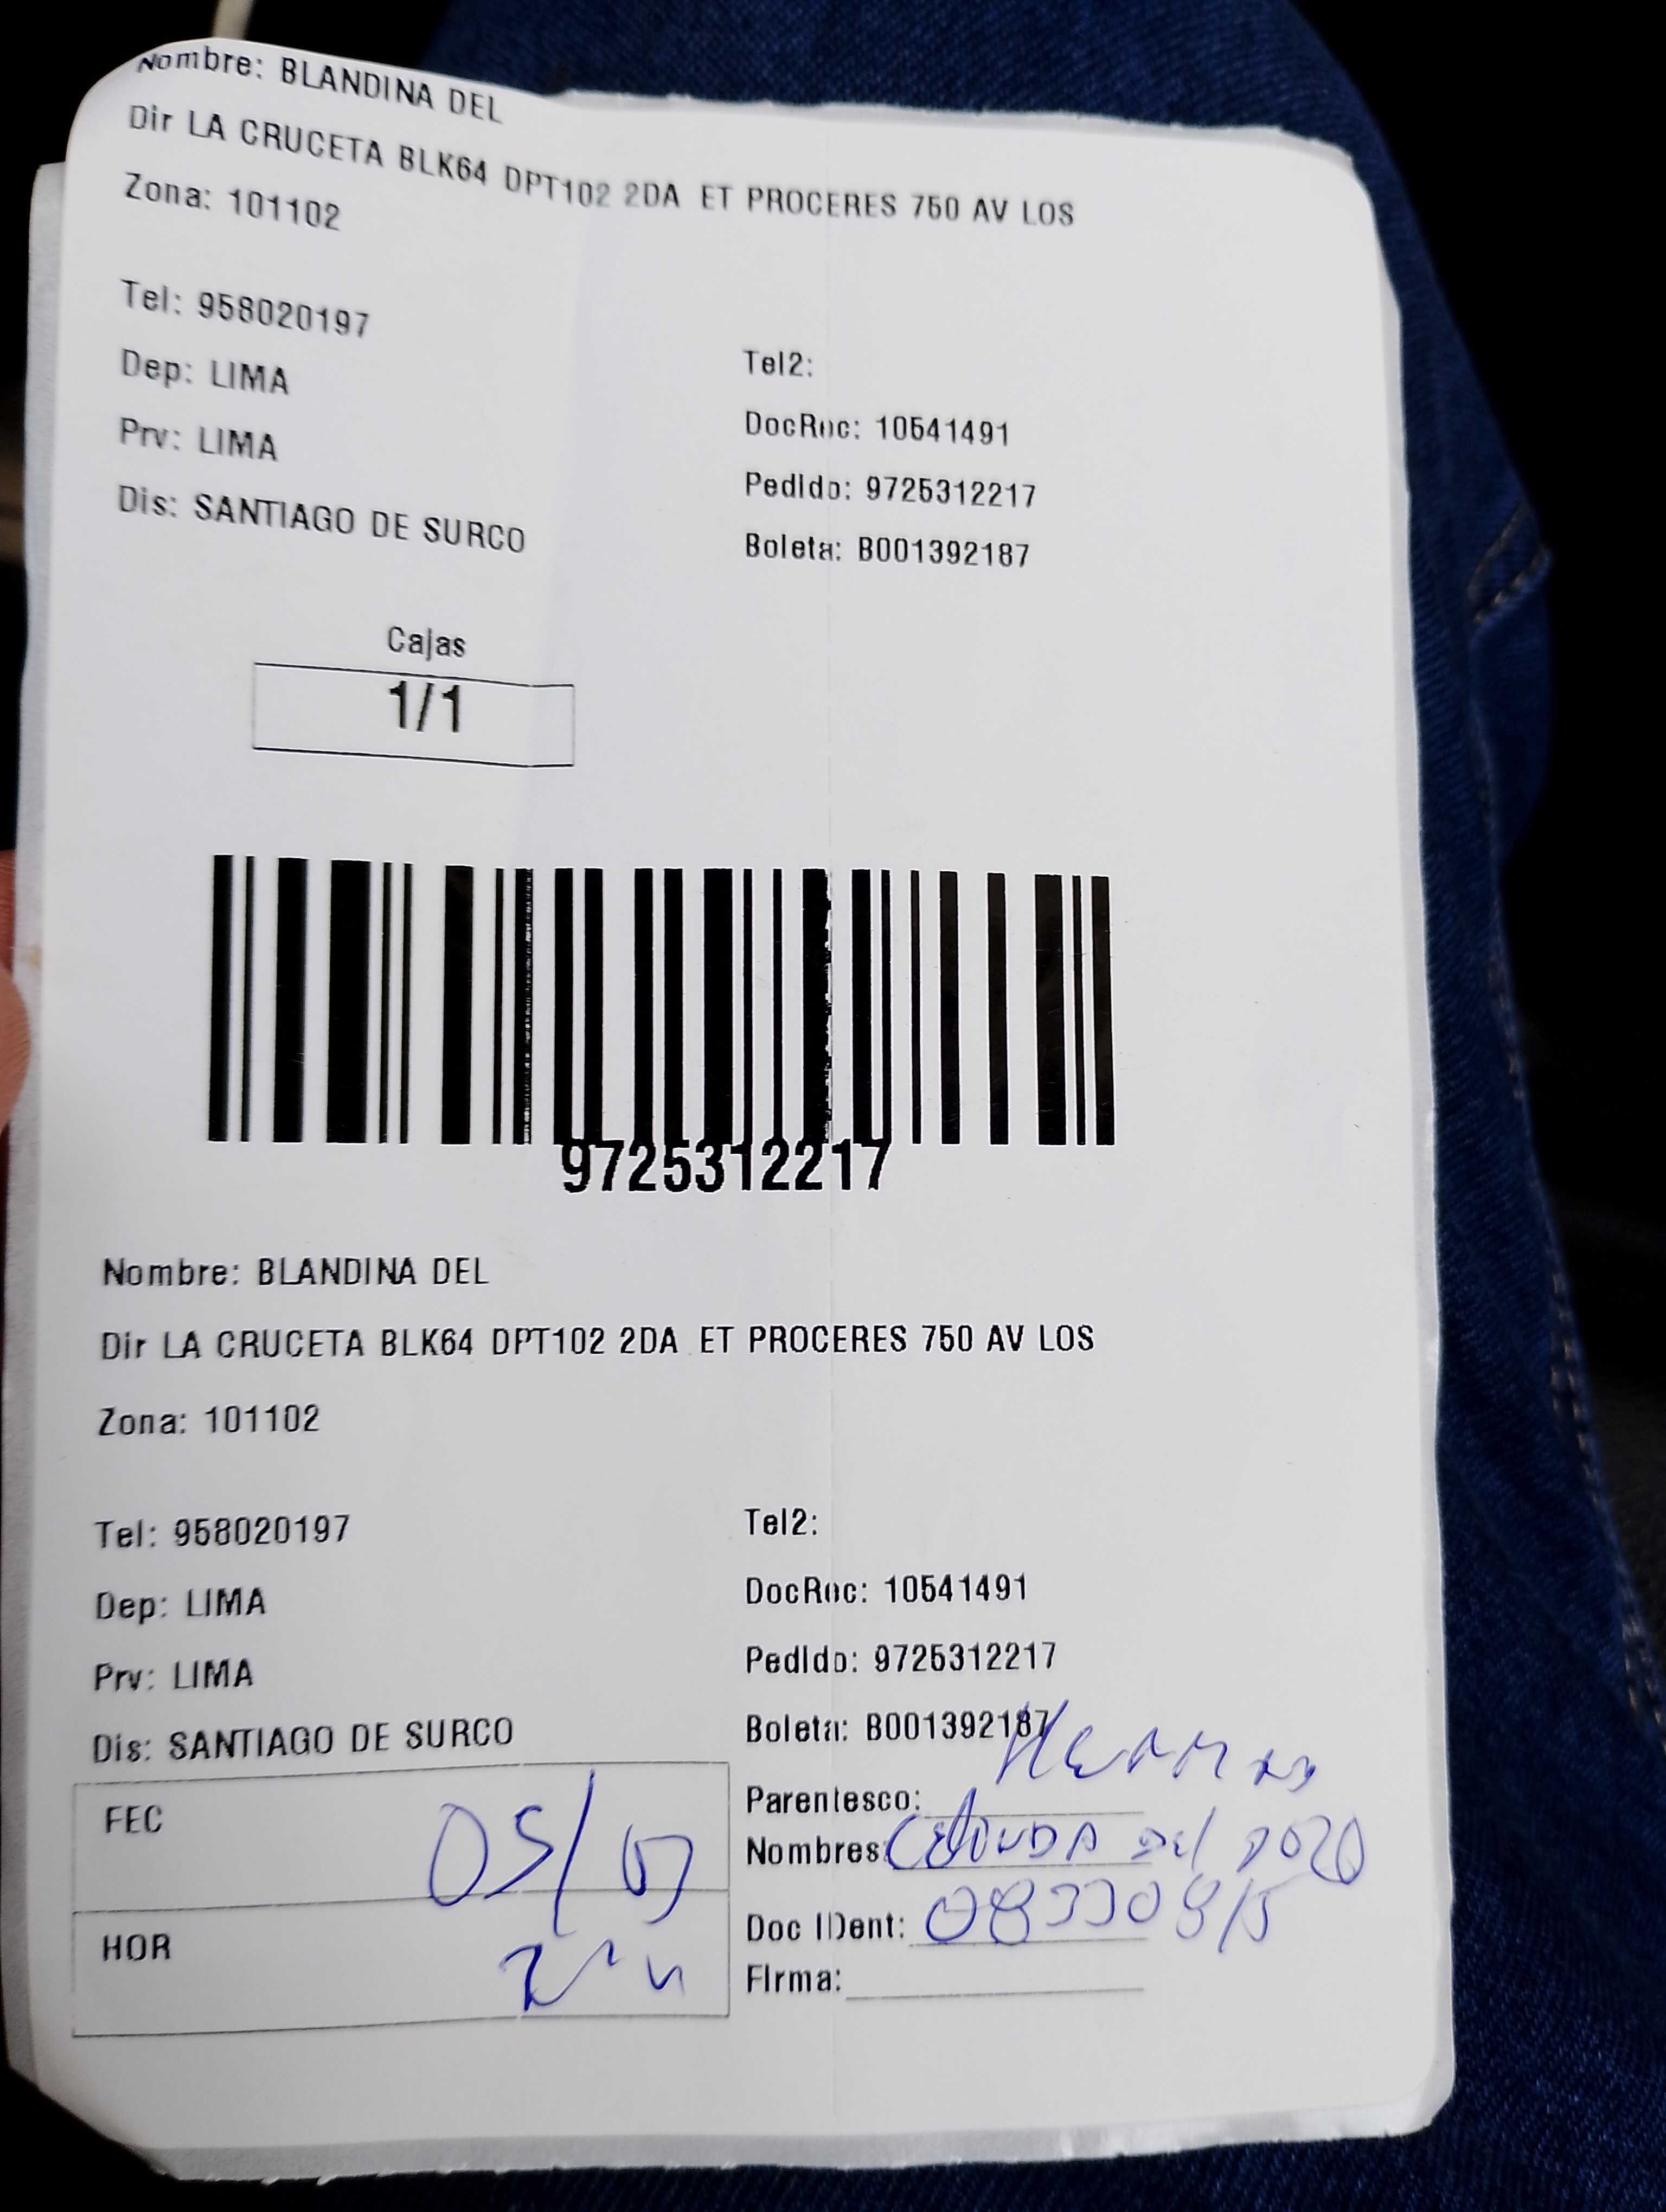 Nombre: BLANDINA DEL
Dir LA CRUCETA BLK64 DPT102 2DA ET PROCERES 750 AV LOS
Zona: 101102
Tel: 958020197
Tel2:
Dep: LIMA
DocRec: 10541491
Prv: LIMA
Pedido: 9725312217
Dis: SANTIAGO DE SURCO
Boleta: B001392187
Cajas
1/1
9725312217
Nombre: BLANDINA DEL
Dir LA CRUCETA BLK64 DPT102 2DA ET PROCERES 750 AV LOS
Zona: 101102
Tel: 958020197
Tel2:
Dep: LIMA
DocRec: 10541491
Prv: LIMA
Pedido: 9725312217
Dis: SANTIAGO DE SURCO
Boleta: B001392187
FEC
Parentesco:
Nombres: Del
HOR
Doc IDent:
Firma: